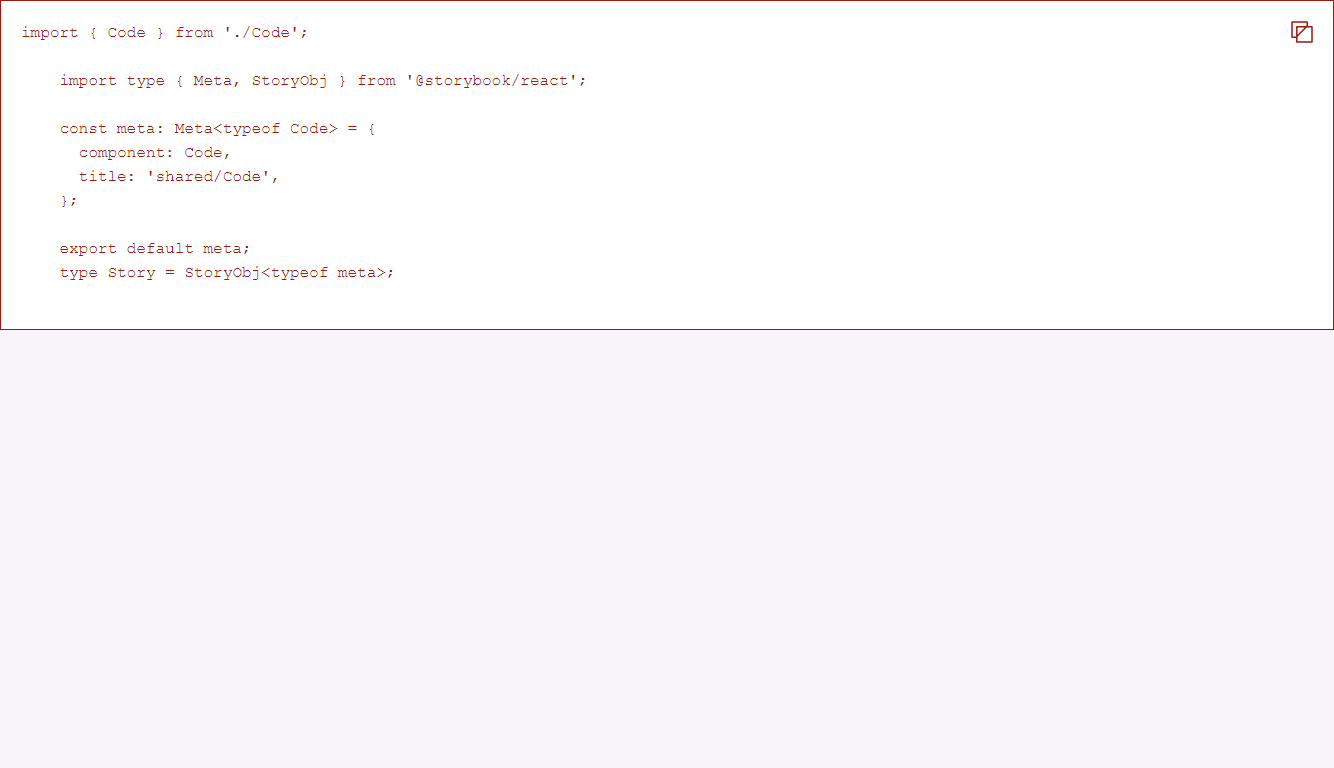 import { Code } from './Code';

    import type { Meta, StoryObj } from '@storybook/react';

    const meta: Meta<typeof Code> = {
      component: Code,
      title: 'shared/Code',
    };

    export default meta;
    type Story = StoryObj<typeof meta>;